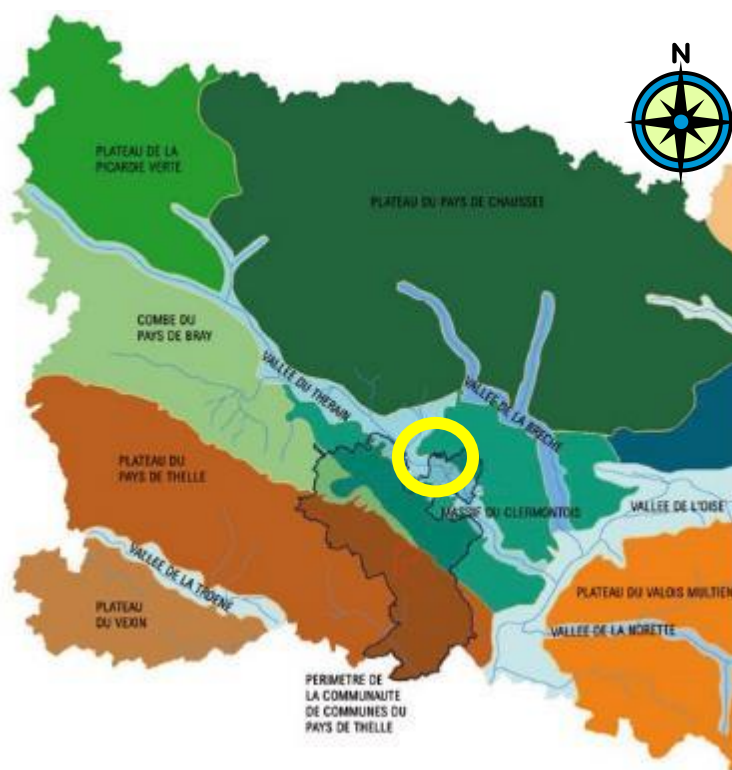 N
PLATEAU DE LA
PICARDIE VERTE
PLATEAU DU PAYS DE CHAUSSEE
COMBE DU
PAYS DE BRAY
VALLEE DU THERAIN
VALLEE DE LA BRECHE
PLATEAU DU
PAYS DE THELLE
MASSIF DU CLERMONTOIS
VALLEE DE L'OISE
VALLEE DE LA TROENE
PLATEAU
DU VEXIN
PLATEAU DU VALOIS MULTIEN
VALLEE DE LA NORETTE
PERIMETRE DE
LA COMMUNAUTE
DE COMMUNES DU
PAYS DE THELLE